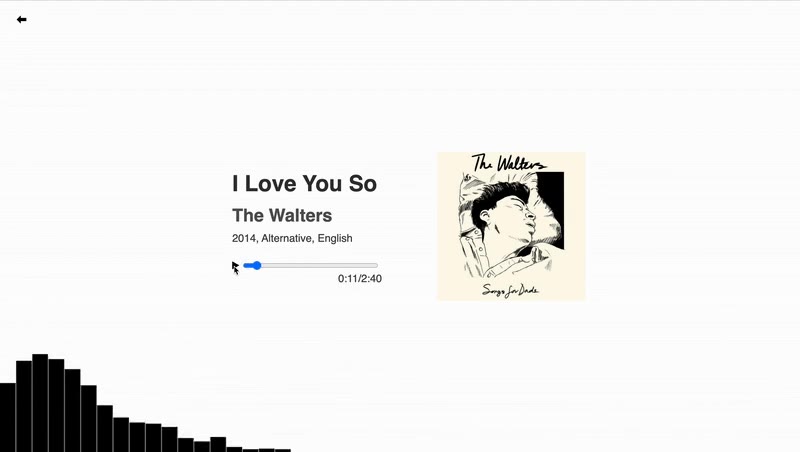 I Love You So
The Walters
2014, Alternative, English
0:11/2:40
The Walters
Songs for Dads